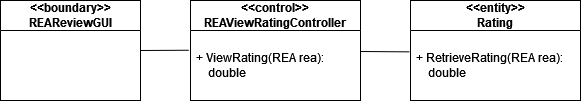 <<boundary>>
REAReviewGUI
<<control>>
REAViewRatingController
+ ViewRating(REA rea):
double
<<entity>>
Rating
+ RetrieveRating(REA rea):
double